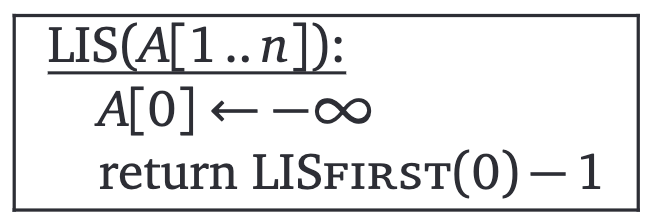 LIS(A[1 .. n]):
A[0] ← −∞
return LISFIRST(0) − 1